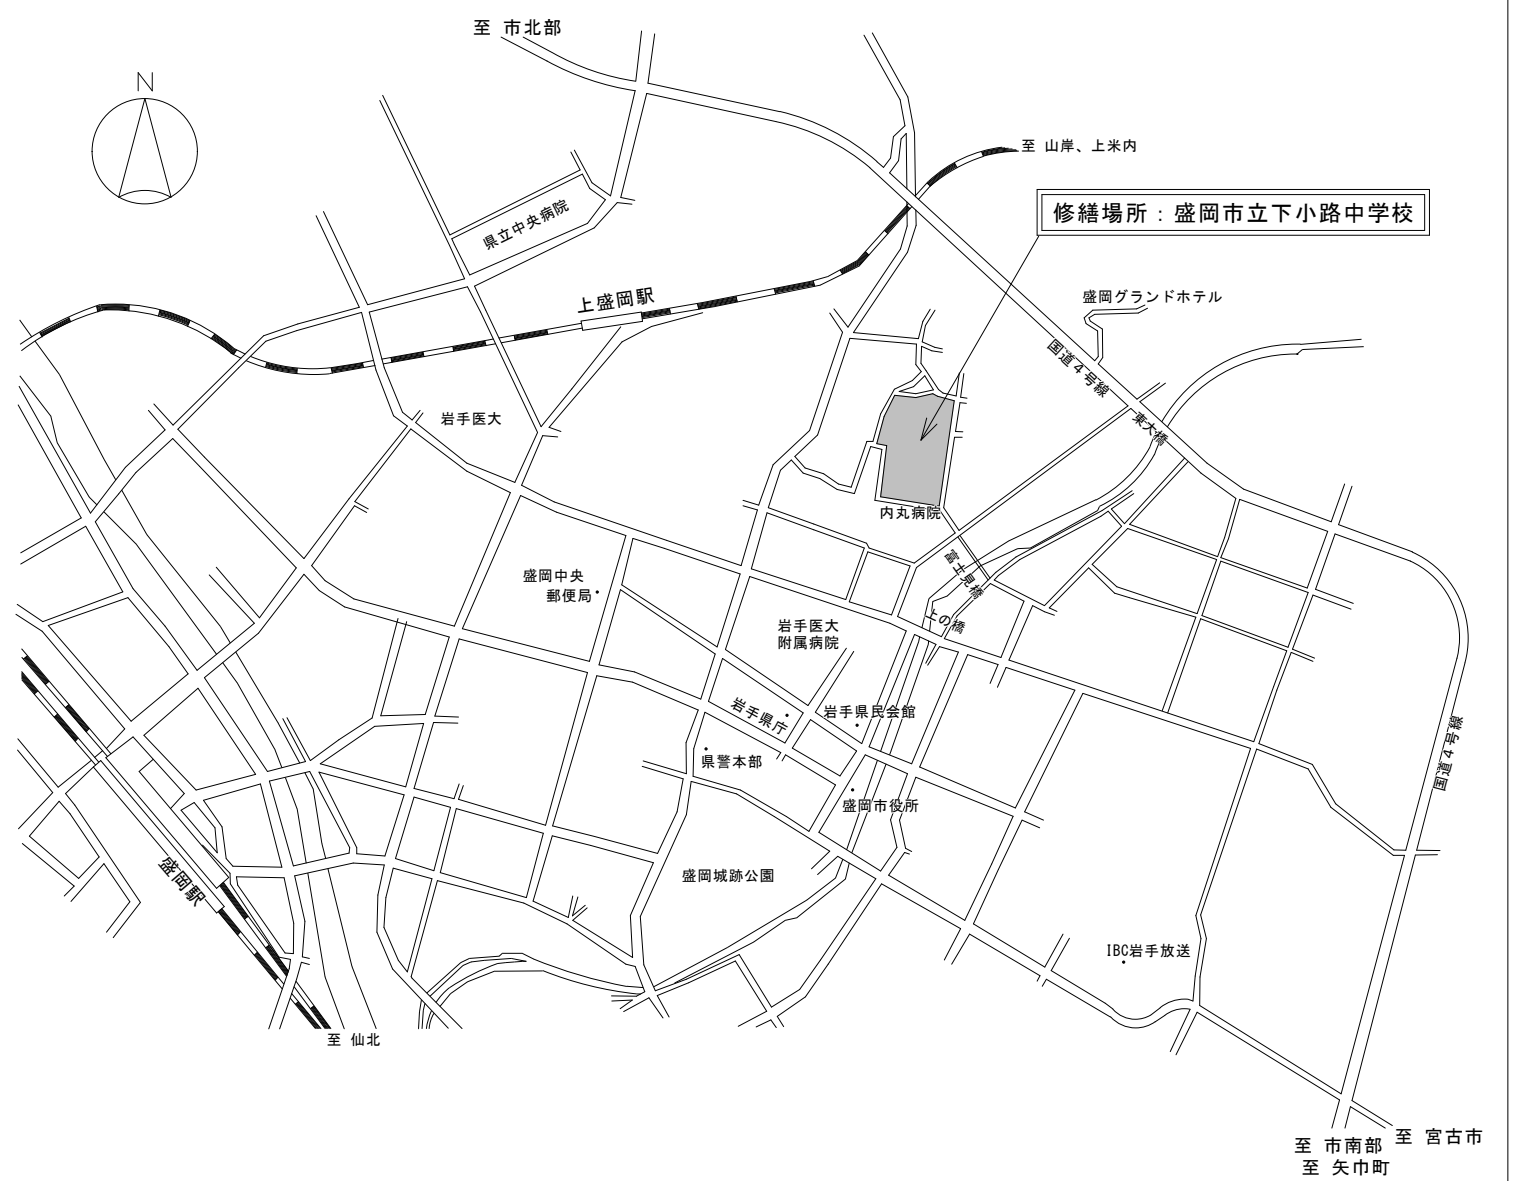 至 市北部
N
至 山岸、上米内
県立中央病院
修繕場所：盛岡市立下小路中学校
上盛岡駅
盛岡グランドホテル
国道４号線
岩手医大
東大橋
内丸病院
富士見橋
盛岡中央
郵便局
上の橋
岩手医大
附属病院
岩手県庁
岩手県民会館
国道４号線
県警本部
盛岡市役所
盛岡駅
盛岡城跡公園
IBC岩手放送
至 仙北
至 宮古市
至 市南部
至 矢巾町